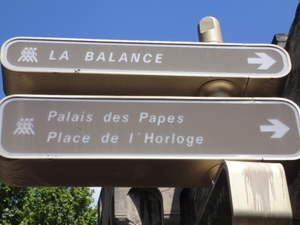 LA BALANCE
Palais des Papes
Place de l'Horloge